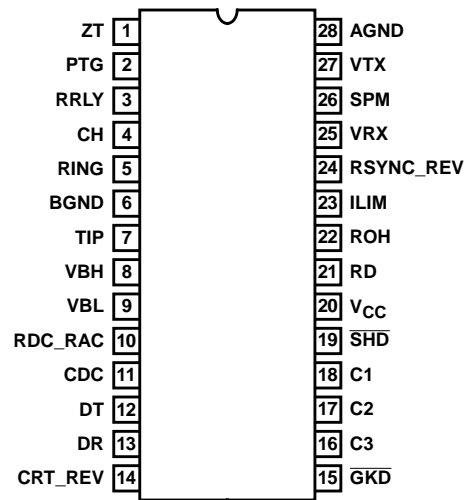 ZT 1 28 AGND
PTG 2 27 VTX
RRLY 3 26 SPM
CH 4 25 VRX
RING 5 24 RSYNC_REV
BGND 6 23 ILIM
TIP 7 22 ROH
VBH 8 21 RD
VBL 9 20 VCC
RDC_RAC 10 19 SHD
CDC 11 18 C1
DT 12 17 C2
DR 13 16 C3
CRT_REV 14 15 GKD